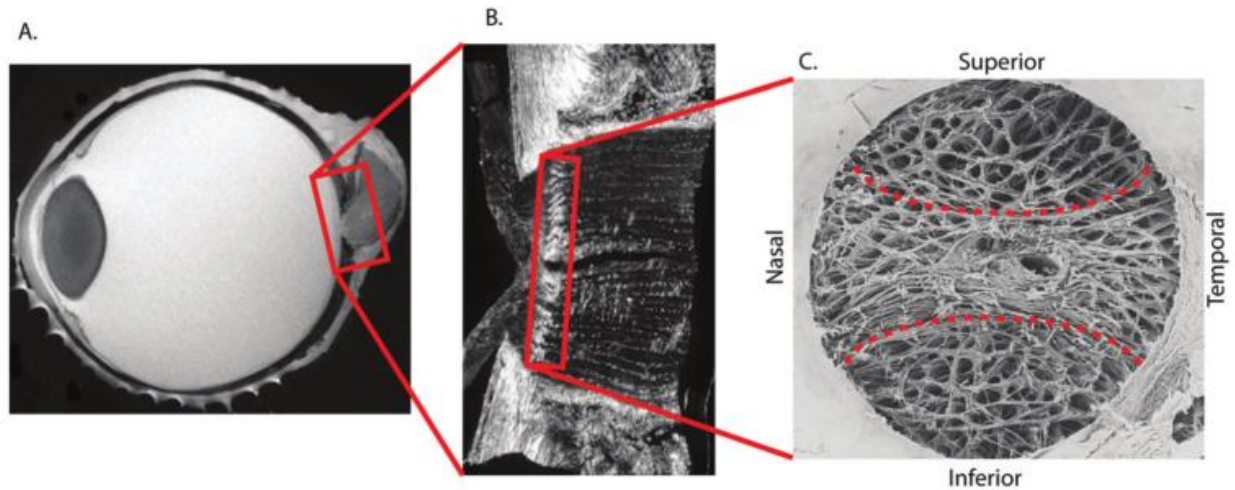 A.
B.
C.
Superior
Nasal
Temporal
Inferior